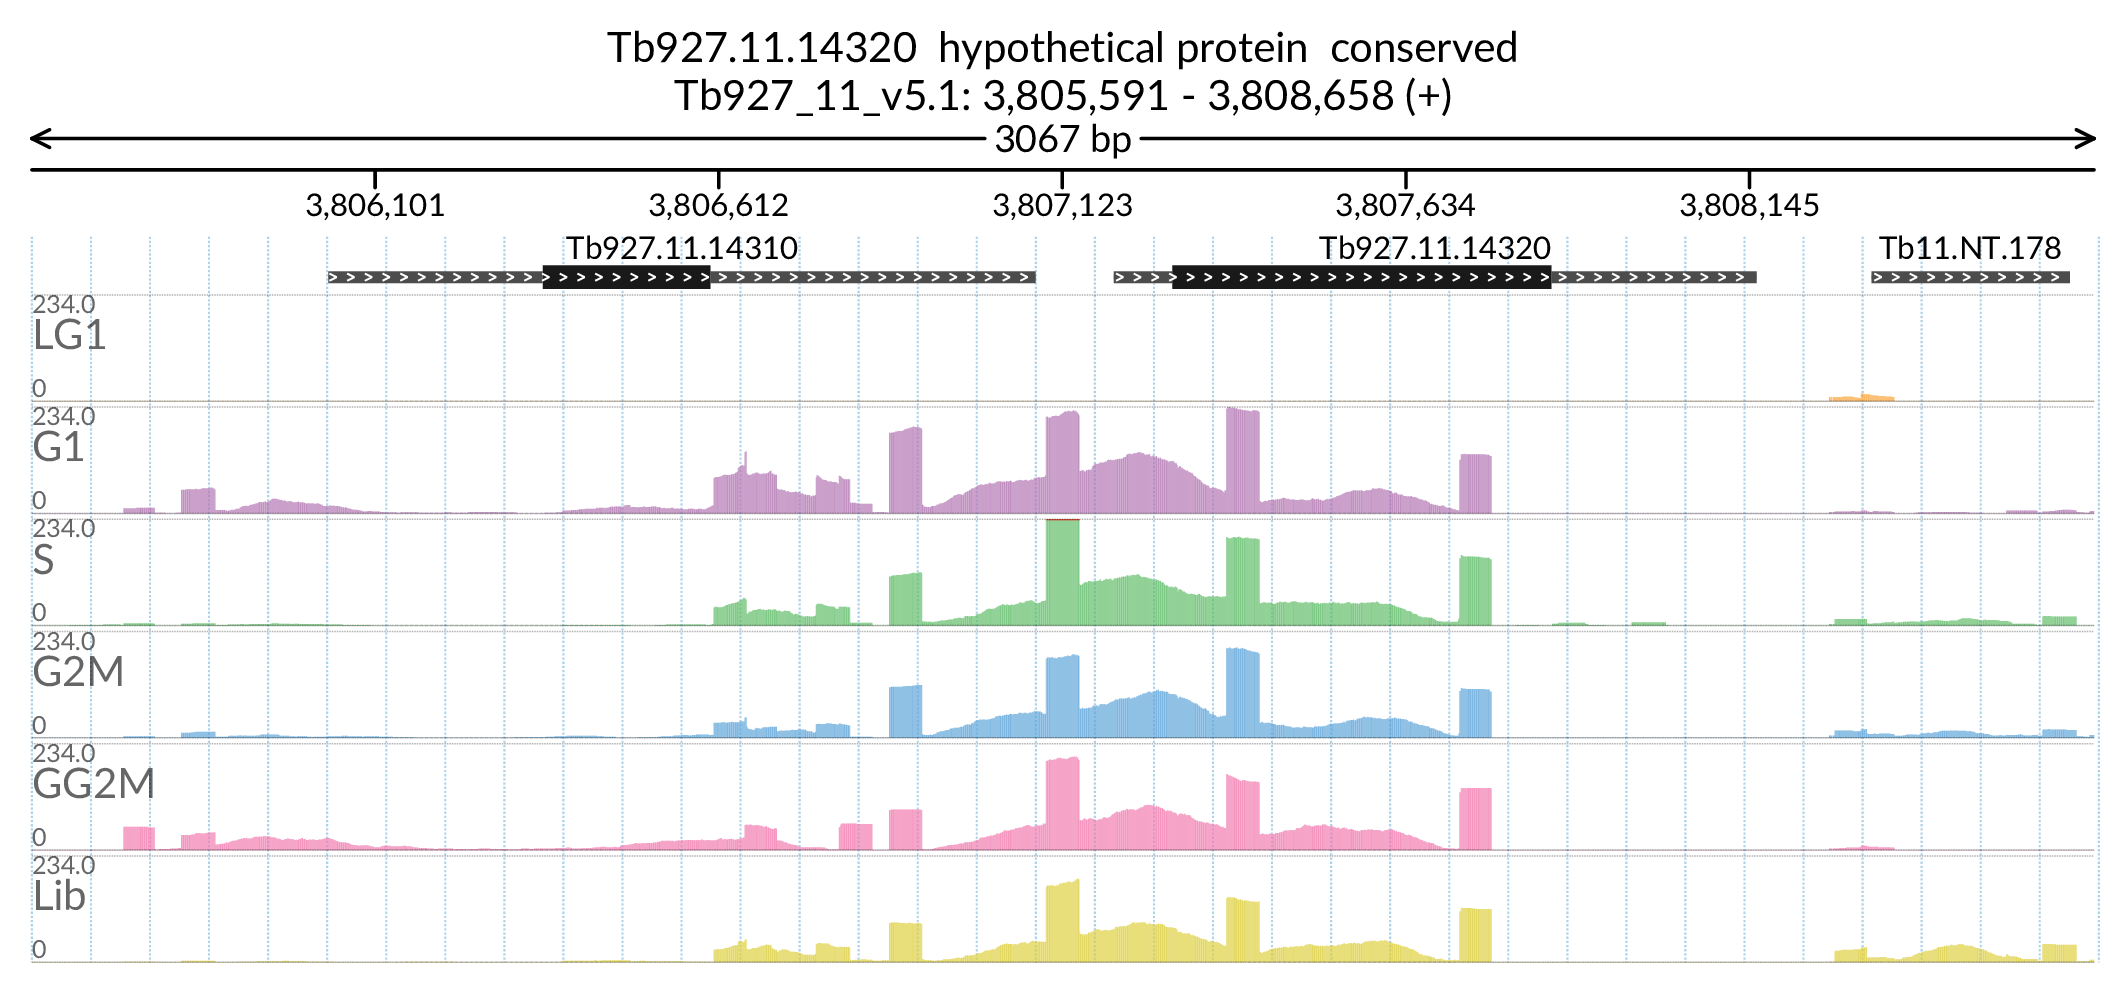 Tb927.11.14320  hypothetical protein  conserved
Tb927_11_v5.1: 3,805,591 - 3,808,658 (+)
3067 bp
3,806,101 3,806,612 3,807,123 3,807,634 3,808,145
Tb927.11.14310 Tb927.11.14320 Tb11.NT.178
234.0
LG1
0
234.0
G1
0
234.0
S
0
234.0
G2M
0
234.0
GG2M
0
234.0
Lib
0